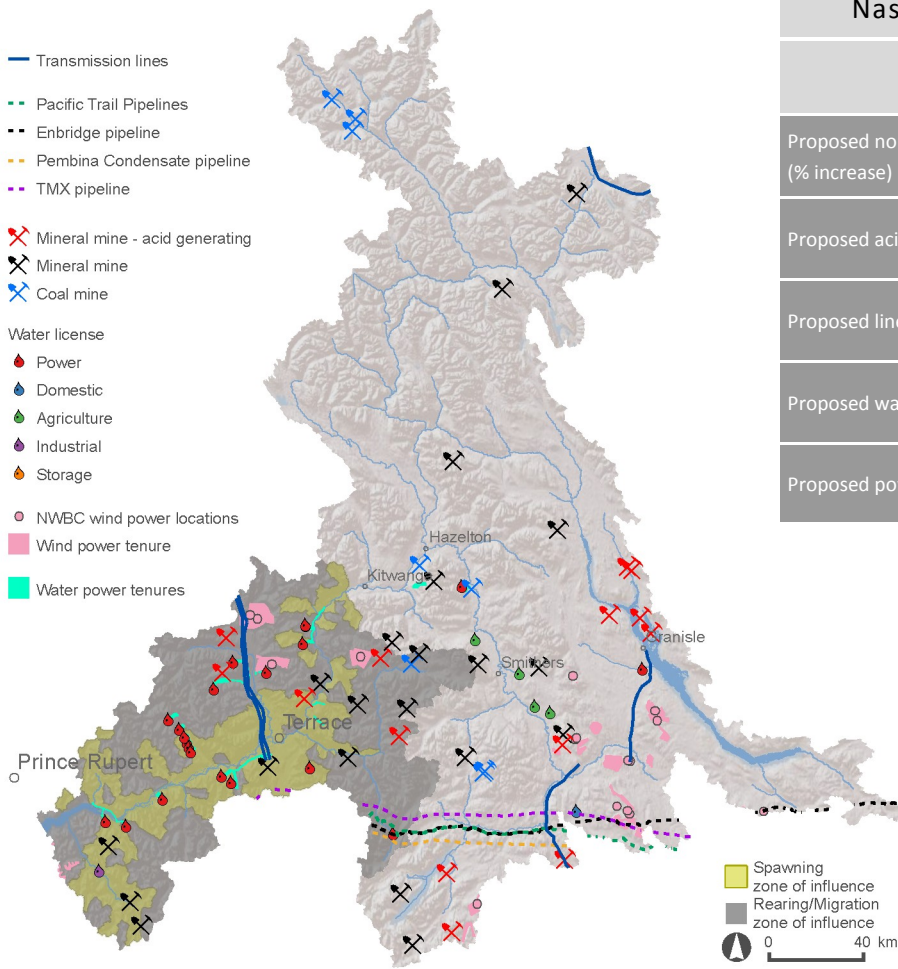 Nas
Transmission lines
Pacific Trail Pipelines
Enbridge pipeline
Pembina Condensate pipeline
TMX pipeline
Mineral mine - acid generating
Mineral mine
Coal mine
Water license
Power
Domestic
Agriculture
Industrial
Storage
NWBC wind power locations
Wind power tenure
Water power tenures
Proposed no
(% increase)
Proposed aci
Proposed line
Proposed wa
Proposed po
Hazelton
Kitwanga
Granisle
Smithers
Terrace
Prince Rupert
Spawning
zone of influence
Rearing/Migration
zone of influence
0 40 km